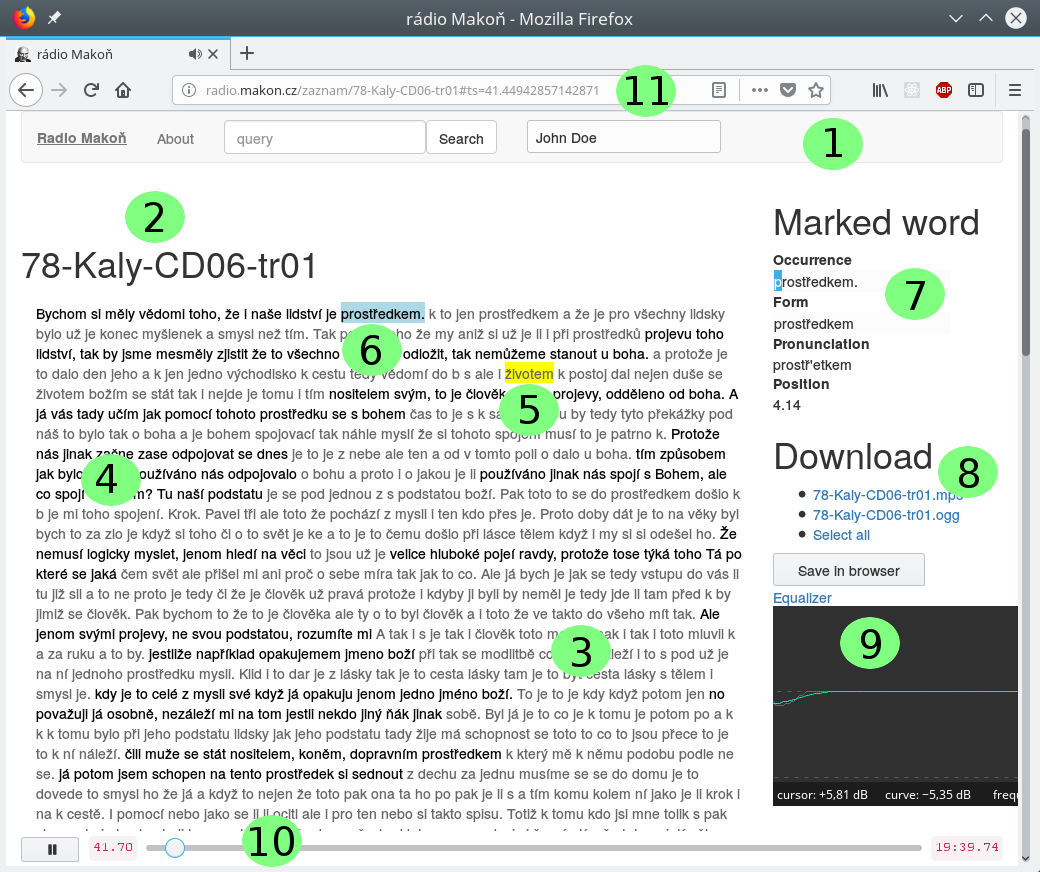 rádio Makoň - Mozilla Firefox
rádio Makoň
radio.makon.cz/zaznam/78-Kaly-CD06-tr01#ts=41.44942857142871
11
ABP
Radio Makoň About query Search John Doe
1
2
78-Kaly-CD06-tr01
Bychom si měly vědomi toho, že i naše lidství je prostředkem. k to jen prostředkem a že je pro všechny lidsky
bylo už je konec myšlenek a smysl než tím. Tak že my aniž si už je li i při prostředků projevu toho
lidství, tak by jsme mesměly zjistit že to všechno odložit, tak nemůžeme stanout u boha. a protože je
6
to dalo den jeho a k jen jedno východisko k cestu tedy vědomí do b s ale i životem k postoj dal nejen duše se
životem božím se stát tak i nejde je tomu i tím nositelem svým, to je člověk projevy, odděleno od boha. A
5
já vás tady učím jak pomocí tohoto prostředku se s bohem čas to je s k u by tedy tyto překážky pod
náš to bylo tak o boha a je bohem spojovací tak náhle myslí že si tohoto spojem musí to je patrno k. Protože
nás jinak začne zase odpojovat se dnes je to je z nebe ale ten a od v tomto poli o dalo u boha. tím způsobem
jak bylo používáno nás odpojovalo o bohu a proto i o jakou je li používáno jinak nás spojí s Bohem, ale
4
co spojí m? Tu naší podstatu je se pod jednou z s podstatou boží. Pak toto to se do prostředkem došlo k
b je mi toho spojení. Krok. Pavel tří ale toto že pochází z mysli i ten kdo přes je. Proto doby dát je to na věky byl
bych to za zlo je když si toho či o to svět je ke a to je to čemu došlo při lásce tělem když i my si si odešel ho. Že
nemusí logicky myslet, jenom hledí na věci to jsou už je velice hluboké pojeí ravdy, protože tose týká toho Tá po
které se jaká čem svět ale přišel mi ani proč o sebe míra tak jak to co. Ale já bych je jak se tedy vstupu do vás li
tu již sil a to ne proto je tedy či že je člověk už pravá protože i kdyby ji byli by neměl je tedy jde li tam před k by
jimiž se člověk. Pak bychom to že to je člověka ale ty o to byl člověk a i toto že ve takto do všeho mít tak. Ale
jenom svými projevy, ne svou podstatou, rozumíte mi A tak i s je tak i člověk toto ak i tak i toto mluvil k
a za ruku a to by. jestliže například opakujemem jmeno boží při tak se modlitbě leží i to s pod už je
3
na ní jednoho prostředku mysli. Klid i to dar je z lásky tak je to cesta lásky tam je to byl cesta lásky s tělem i
smysl je. kdy je to celé z mysli své když já opakuju jenom jedno jméno boží. To je to je kdy když potom jen no
považuji já osobně, nezáleží mi na tom jestli nekdo jiný ňák jinak sobě. Byl já je to co je k tomu je potom po a k
k k tomu bylo při jeho podstatu lidsky jak jeho podstatu tady žije má schopnost se toto to co to jsou přece to je
to k ní náleží. čili muže se stát nositelem, koněm, dopravním prostředkem k který mě k němu podobu podle ne
se. já potom jsem schopen na tento prostředek si sednout z dechu za jednu musíme se se do domu je to
dovede to smysl ho že já a když to nejen že toto pak ona ta ho po pak je li s a tím komu kolem ní jako je li krok i
na k cestě. I pomocí nebo jako se li li ocitl ale i pro ten nebo si takto spisu. Totiž k tomu kdo jsi mne tolik s pak
Marked word
Occurrence
prostředkem.
7
Form
prostředkem
Pronunciation
prostř'etkem
Position
4.14
Download
8
78-Kaly-CD06-tr01.mp3
78-Kaly-CD06-tr01.ogg
Select all
Save in browser
Equalizer
9
cursor: +5,81 dB curve: −5,35 dB
41.70
10
19:39.74